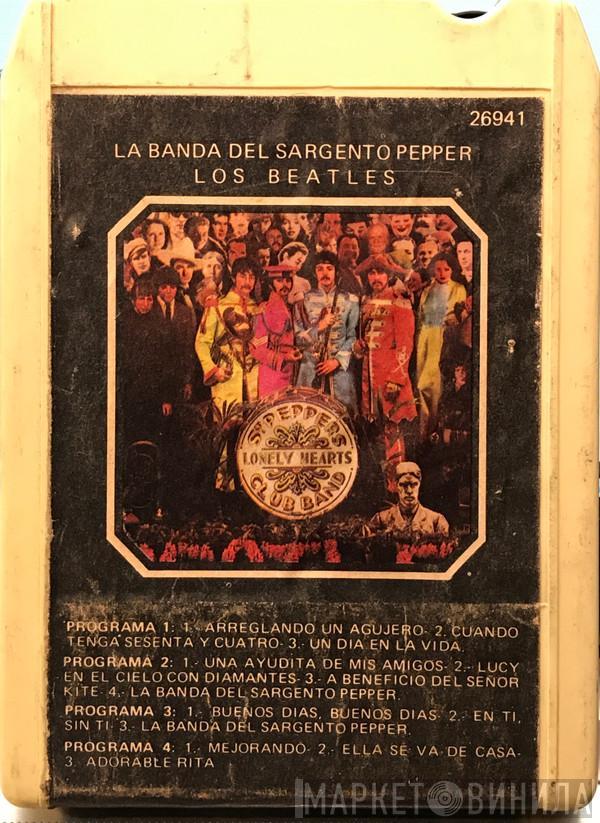 26941
LA BANDA DEL SARGENTO PEPPER
LOS BEATLES
SGT. PEPPERS
LONELY HEARTS
CLUB BAND
PROGRAMA 1: 1.- ARREGLANDO UN AGUJERO- 2. CUANDO
TENGA SESENTA Y CUATRO- 3.- UN DIA EN LA VIDA.
PROGRAMA 2: 1.- UNA AYUDITA DE MIS AMIGOS- 2.- LUCY
EN EL CIELO CON DIAMANTES- 3.- A BENEFICIO DEL SEÑOR
KITE- 4.- LA BANDA DEL SARGENTO PEPPER.
PROGRAMA 3: 1.- BUENOS DIAS, BUENOS DIAS- 2.- EN TI,
SIN TI- 3.- LA BANDA DEL SARGENTO PEPPER.
PROGRAMA 4: 1.- MEJORANDO- 2.- ELLA SE VA DE CASA-
3. ADORABLE RITA
МАРКЕТ ВИНИЛА